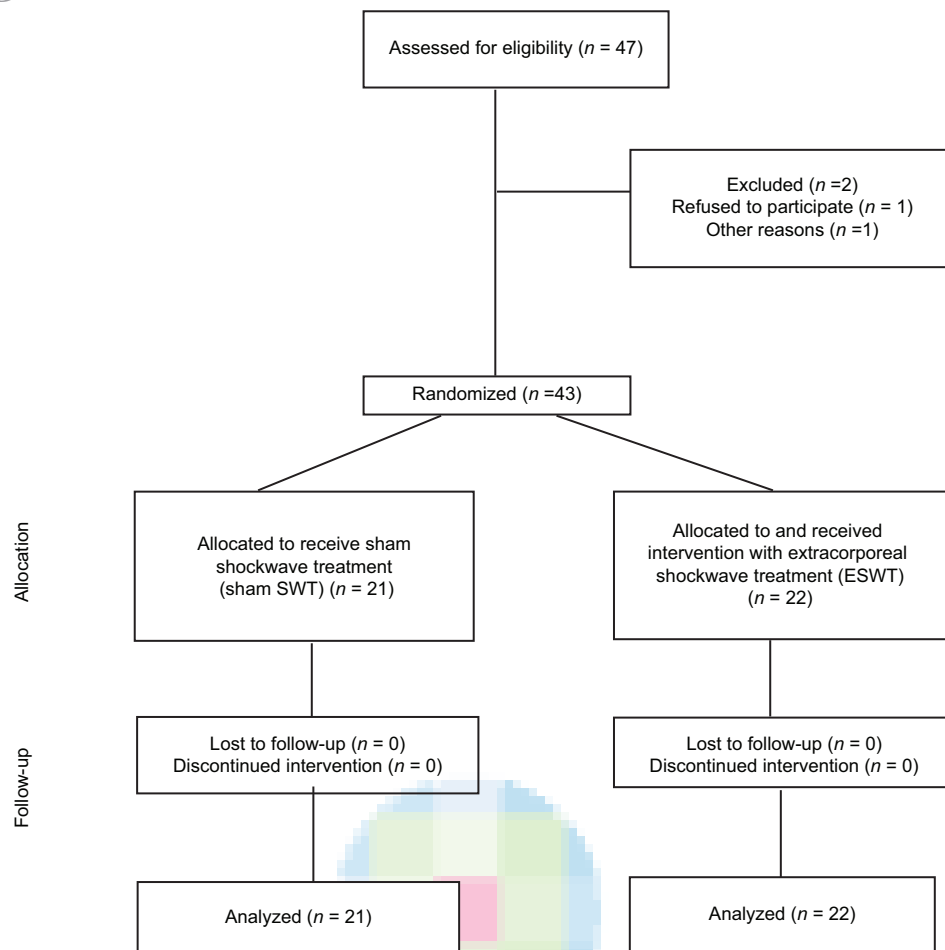 Assessed for eligibility (n = 47)
Excluded (n =2)
Refused to participate (n = 1)
Other reasons (n =1)
Randomized (n =43)
Allocation
Allocated to receive sham
shockwave treatment
(sham SWT) (n = 21)
Allocated to and received
intervention with extracorporeal
shockwave treatment (ESWT)
(n = 22)
Follow-up
Lost to follow-up (n = 0)
Discontinued intervention (n = 0)
Lost to follow-up (n = 0)
Discontinued intervention (n = 0)
Analyzed (n = 21)
Analyzed (n = 22)